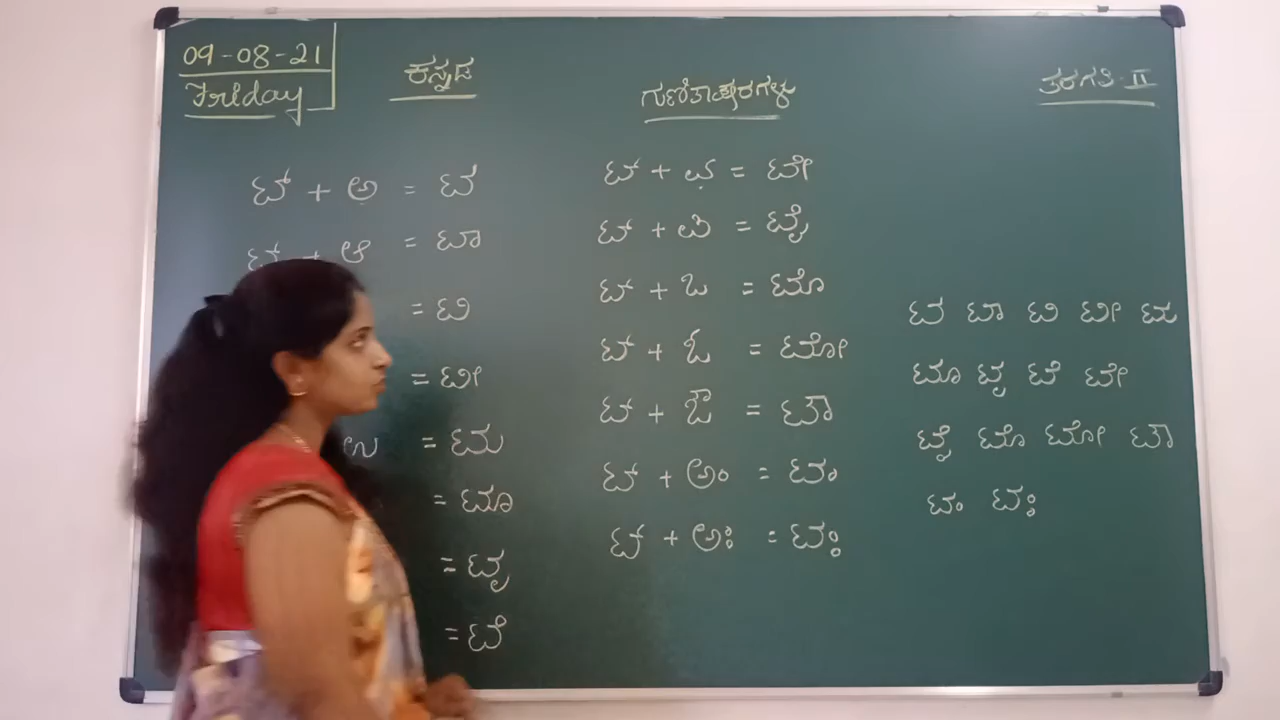 09-08-21
Friday
ಕನ್ನಡ
ಗುಣಿತಾಕ್ಷರಗಳು
ತರಗತಿ-II
ಟ್ + ಅ = ಟ
ಟ್ + ಆ = ಟಾ
= ಟಿ
= ಟೀ
ಉ = ಟು
= ಟೂ
= ಟೃ
= ಟೆ
ಟ್ + ಏ = ಟೇ
ಟ್ + ಐ = ಟೈ
ಟ್ + ಒ = ಟೊ
ಟ್ + ಓ = ಟೋ
ಟ್ + ಔ = ಟೌ
ಟ್ + ಅಂ = ಟಂ
ಟ್ + ಅಃ = ಟಃ
ಟ ಟಾ ಟಿ ಟೀ ಟು
ಟೂ ಟೃ ಟೆ ಟೇ
ಟೈ ಟೊ ಟೋ ಟೌ
ಟಂ ಟಃ